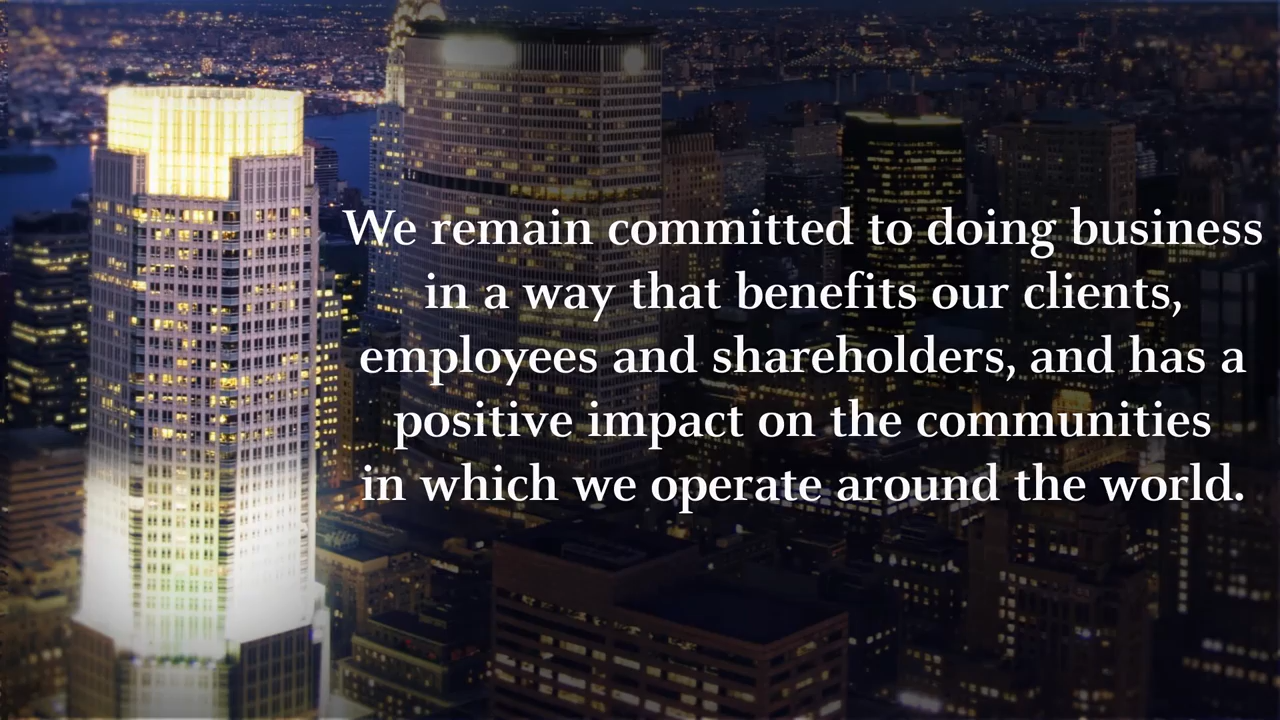 We remain committed to doing business
in a way that benefits our clients,
employees and shareholders, and has a
positive impact on the communities
in which we operate around the world.